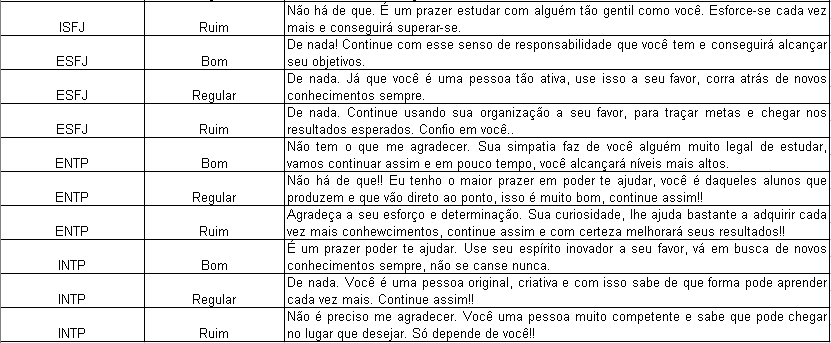 ISFJ Ruim Não há de que. É um prazer estudar com alguém tão gentil como você. Esforce-se cada vez
mais e conseguirá superar-se.
ESFJ Bom De nada! Continue com esse senso de responsabilidade que você tem e conseguirá alcançar
seu objetivos.
ESFJ Regular De nada. Já que você é uma pessoa tão ativa, use isso a seu favor, corra atrás de novos
conhecimentos sempre.
ESFJ Ruim De nada. Continue usando sua organização a seu favor, para traçar metas e chegar nos
resultados esperados. Confio em você..
ENTP Bom Não tem o que me agradecer. Sua simpatia faz de você alguém muito legal de estudar,
vamos continuar assim e em pouco tempo, você alcançará níveis mais altos.
ENTP Regular Não há de que!! Eu tenho o maior prazer em poder te ajudar, você é daqueles alunos que
produzem e que vão direto ao ponto, isso é muito bom, continue assim!!
ENTP Ruim Agradeça a seu esforço e determinação. Sua curiosidade, lhe ajuda bastante a adquirir cada
vez mais conhewcimentos, continue assim e com certeza melhorará seus resultados!!
INTP Bom É um prazer poder te ajudar. Use seu espírito inovador a seu favor, vá em busca de novos
conhecimentos sempre, não se canse nunca.
INTP Regular De nada. Você é uma pessoa original, criativa e com isso sabe de que forma pode aprender
cada vez mais. Continue assim!!
INTP Ruim Não é preciso me agradecer. Você uma pessoa muito competente e sabe que pode chegar
no lugar que desejar. Só depende de você!!